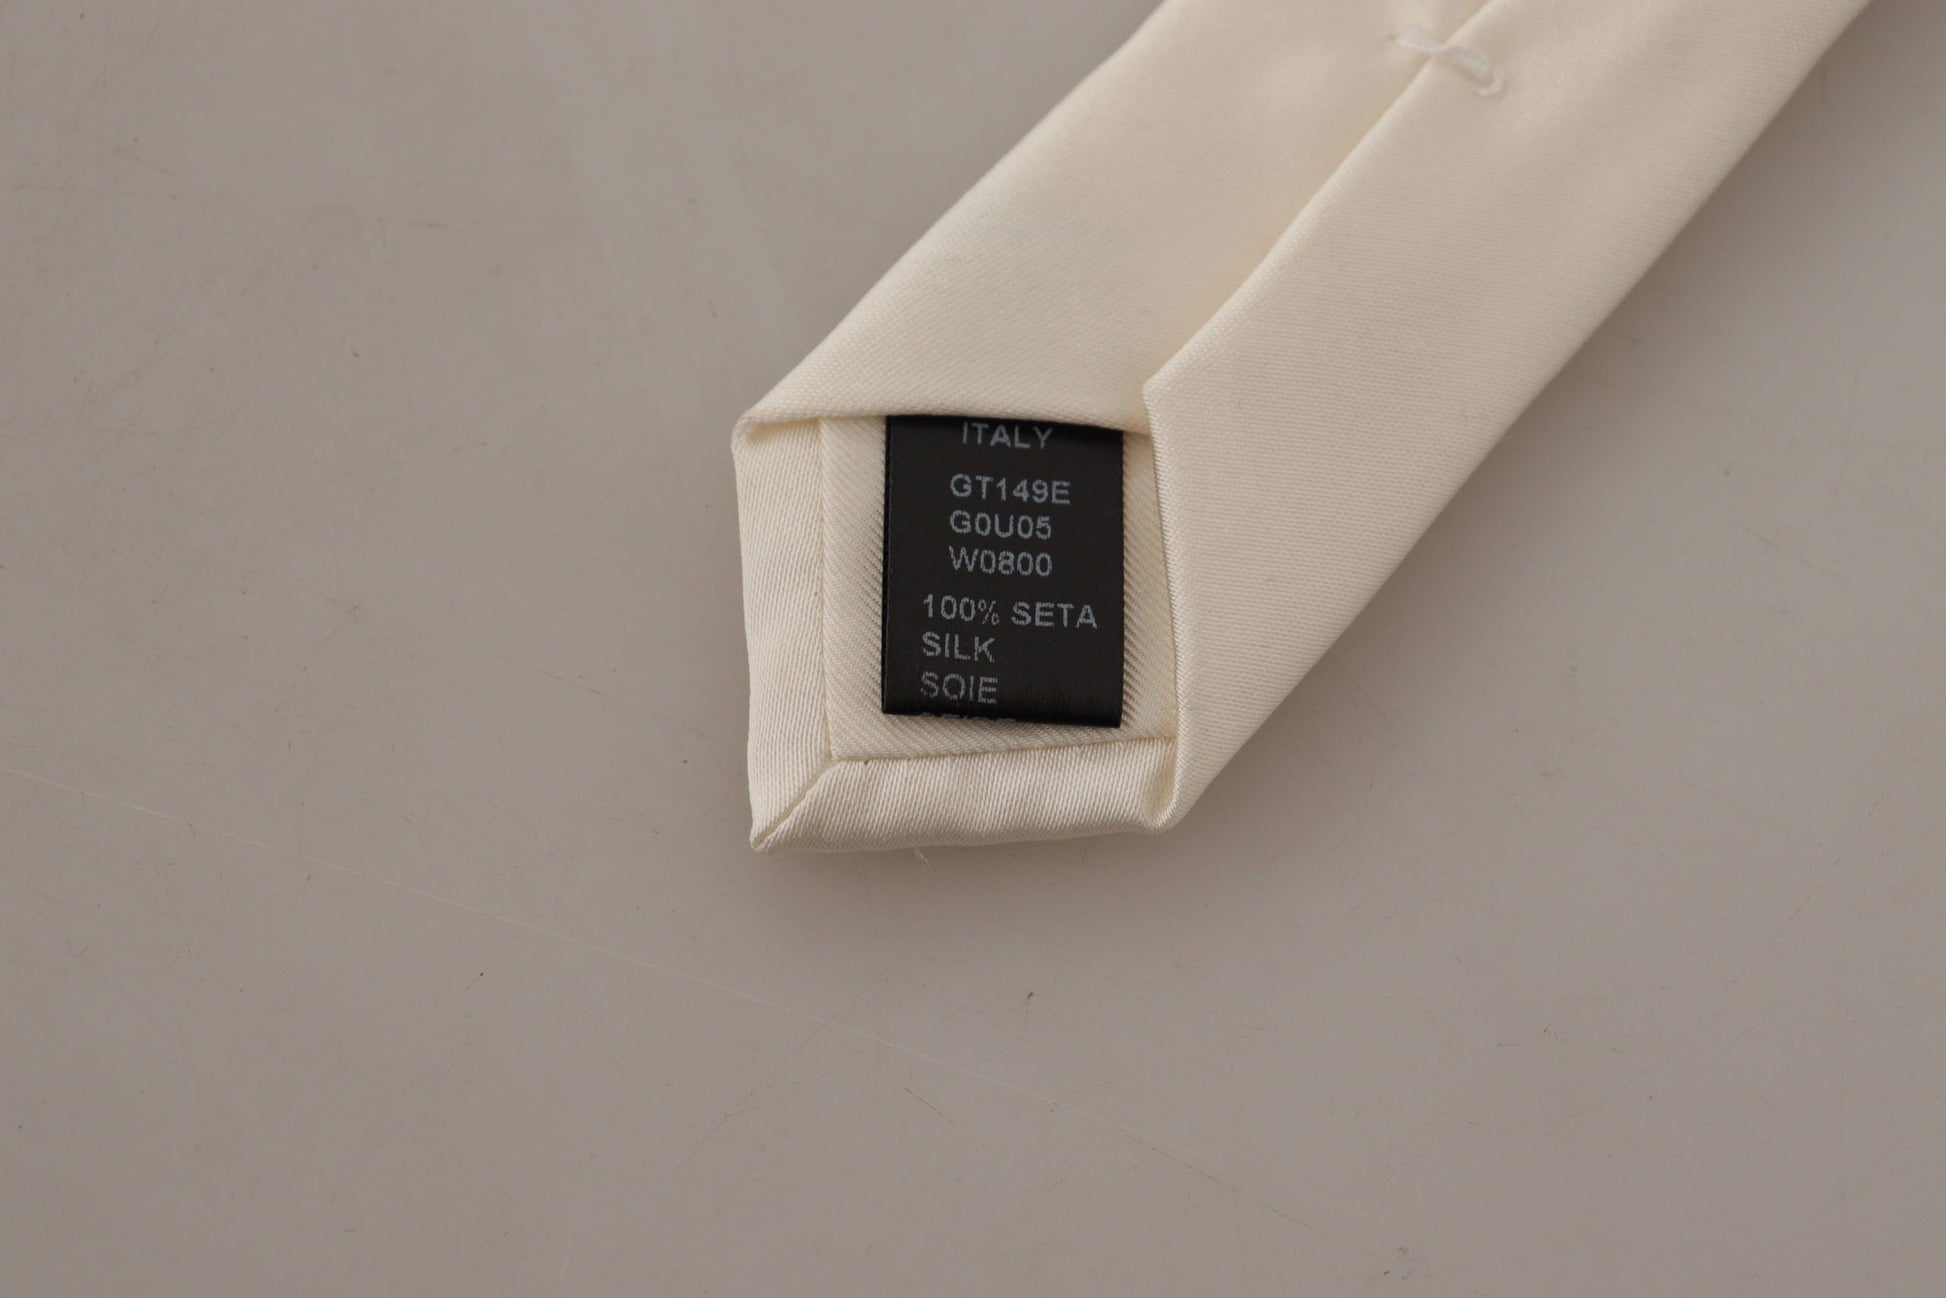 ITALY
GT149E
G0U05
W0800
100% SETA
SILK
SOIE